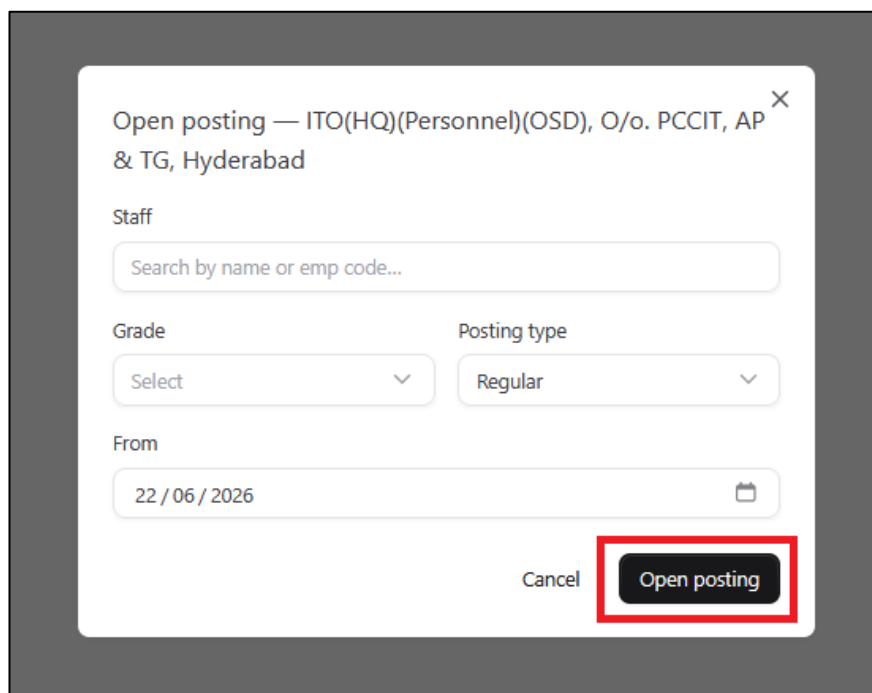 Open posting — ITO(HQ)(Personnel)(OSD), O/o. PCCIT, AP
& TG, Hyderabad
Staff
Search by name or emp code...
Grade
Posting type
Select
Regular
From
22 / 06 / 2026
Cancel
Open posting